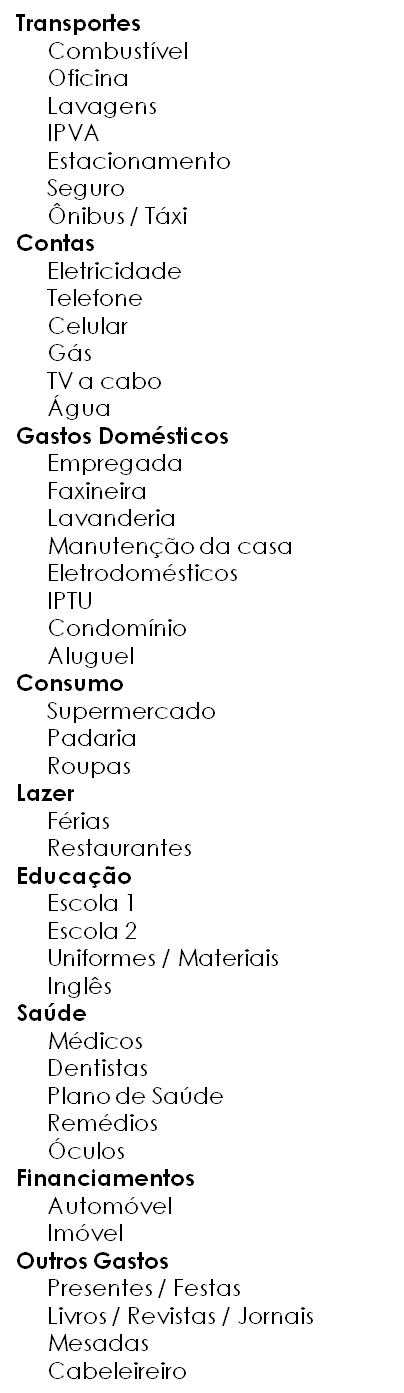 Transportes
Combustível
Oficina
Lavagens
IPVA
Estacionamento
Seguro
Ônibus / Táxi
Contas
Eletricidade
Telefone
Celular
Gás
TV a cabo
Água
Gastos Domésticos
Empregada
Faxineira
Lavanderia
Manutenção da casa
Eletrodomésticos
IPTU
Condomínio
Aluguel
Consumo
Supermercado
Padaria
Roupas
Lazer
Férias
Restaurantes
Educação
Escola 1
Escola 2
Uniformes / Materiais
Inglês
Saúde
Médicos
Dentistas
Plano de Saúde
Remédios
Óculos
Financiamentos
Automóvel
Imóvel
Outros Gastos
Presentes / Festas
Livros / Revistas / Jornais
Mesadas
Cabeleireiro